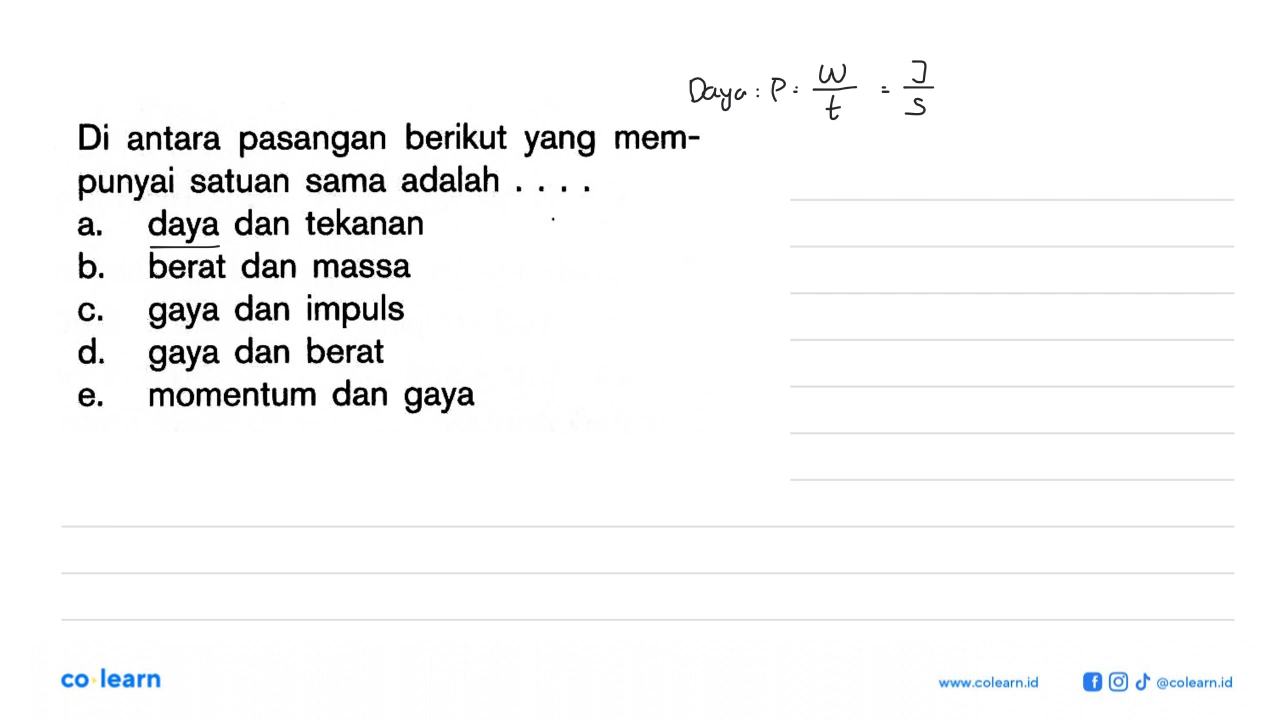 Daya : P = W/t = J/s
Di antara pasangan berikut yang mem-
punyai satuan sama adalah . . . .
a. daya dan tekanan
b. berat dan massa
c. gaya dan impuls
d. gaya dan berat
e. momentum dan gaya
co·learn
www.colearn.id
@colearn.id